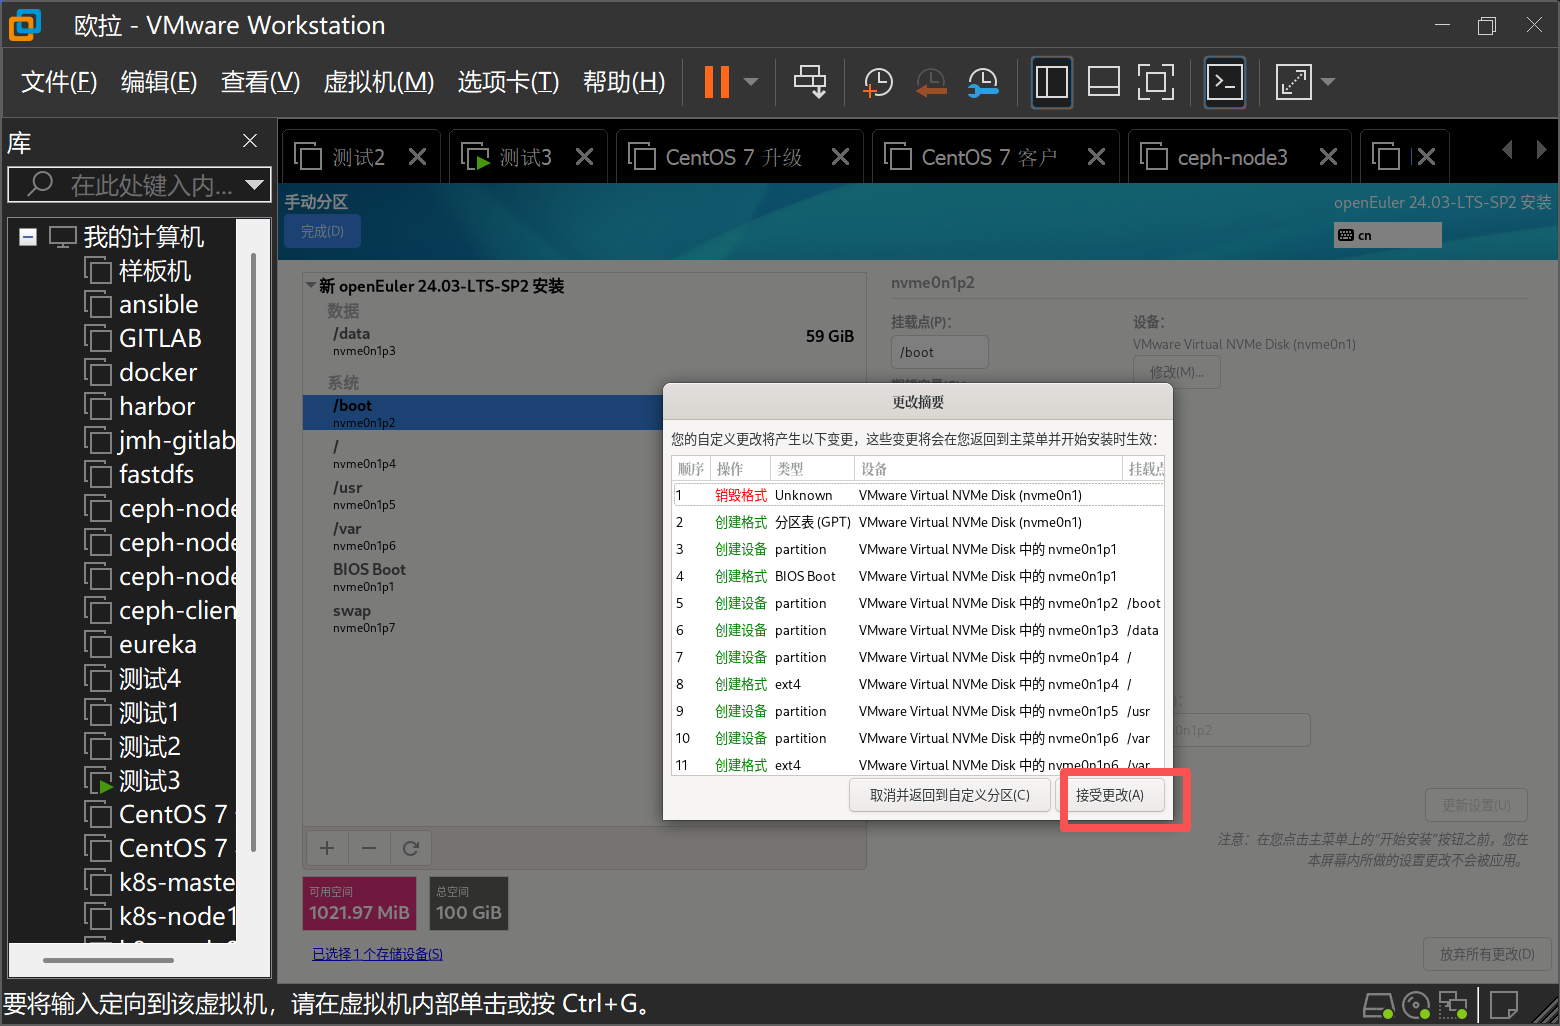 欧拉 - VMware Workstation
文件(F) 编辑(E) 查看(V) 虚拟机(M) 选项卡(T) 帮助(H)
库
在此处键入内...
我的计算机
样板机
ansible
GITLAB
docker
harbor
jmh-gitlab
fastdfs
ceph-node
ceph-node
ceph-node
ceph-clien
eureka
测试4
测试1
测试2
测试3
CentOS 7
CentOS 7
k8s-maste
k8s-node1
测试2 测试3 CentOS 7 升级 CentOS 7 客户 ceph-node3
手动分区
完成(D)
openEuler 24.03-LTS-SP2 安装
cn
新 openEuler 24.03-LTS-SP2 安装
数据
/data
nvme0n1p3
59 GiB
系统
/boot
nvme0n1p2
/
nvme0n1p4
/usr
nvme0n1p5
/var
nvme0n1p6
BIOS Boot
nvme0n1p1
swap
nvme0n1p7
可用空间
1021.97 MiB
总空间
100 GiB
已选择 1 个存储设备(S)
nvme0n1p2
挂载点(P)：
/boot
设备：
VMware Virtual NVMe Disk (nvme0n1)
修改(M)...
更改摘要
您的自定义更改将产生以下变更，这些变更将会在您返回到主菜单并开始安装时生效：
顺序 操作 类型 设备 挂载点
1 销毁格式 Unknown VMware Virtual NVMe Disk (nvme0n1)
2 创建格式 分区表 (GPT) VMware Virtual NVMe Disk (nvme0n1)
3 创建设备 partition VMware Virtual NVMe Disk 中的 nvme0n1p1
4 创建格式 BIOS Boot VMware Virtual NVMe Disk 中的 nvme0n1p1
5 创建设备 partition VMware Virtual NVMe Disk 中的 nvme0n1p2 /boot
6 创建设备 partition VMware Virtual NVMe Disk 中的 nvme0n1p3 /data
7 创建设备 partition VMware Virtual NVMe Disk 中的 nvme0n1p4 /
8 创建格式 ext4 VMware Virtual NVMe Disk 中的 nvme0n1p4 /
9 创建设备 partition VMware Virtual NVMe Disk 中的 nvme0n1p5 /usr
10 创建设备 partition VMware Virtual NVMe Disk 中的 nvme0n1p6 /var
11 创建格式 ext4 VMware Virtual NVMe Disk 中的 nvme0n1p6 /var
取消并返回到自定义分区(C) 接受更改(A)
0n1p2
更新设置(U)
注意：在您点击主菜单上的“开始安装”按钮之前，您在
本屏幕内所做的设置更改不会被应用。
放弃所有更改(D)
要将输入定向到该虚拟机，请在虚拟机内部单击或按 Ctrl+G。